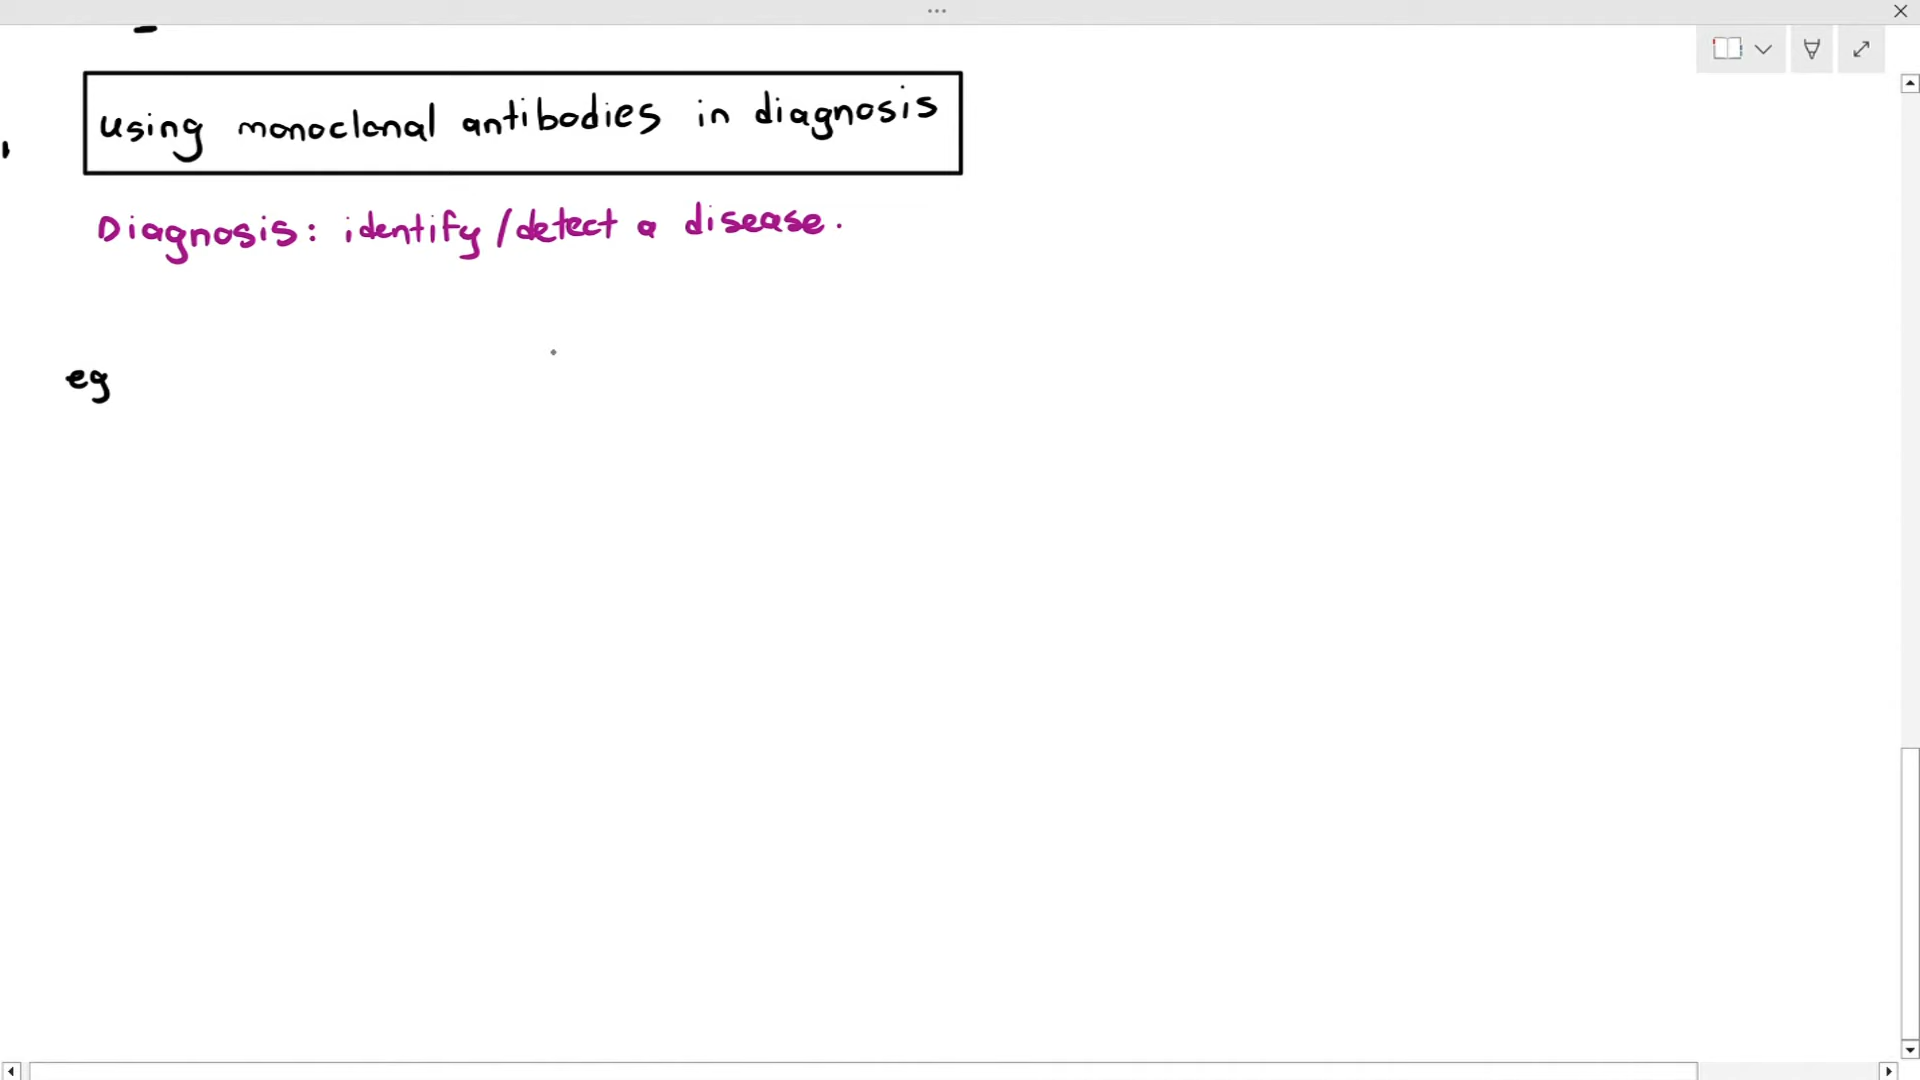 Using monoclonal antibodies in diagnosis
Diagnosis: identify/detect a disease.
eg